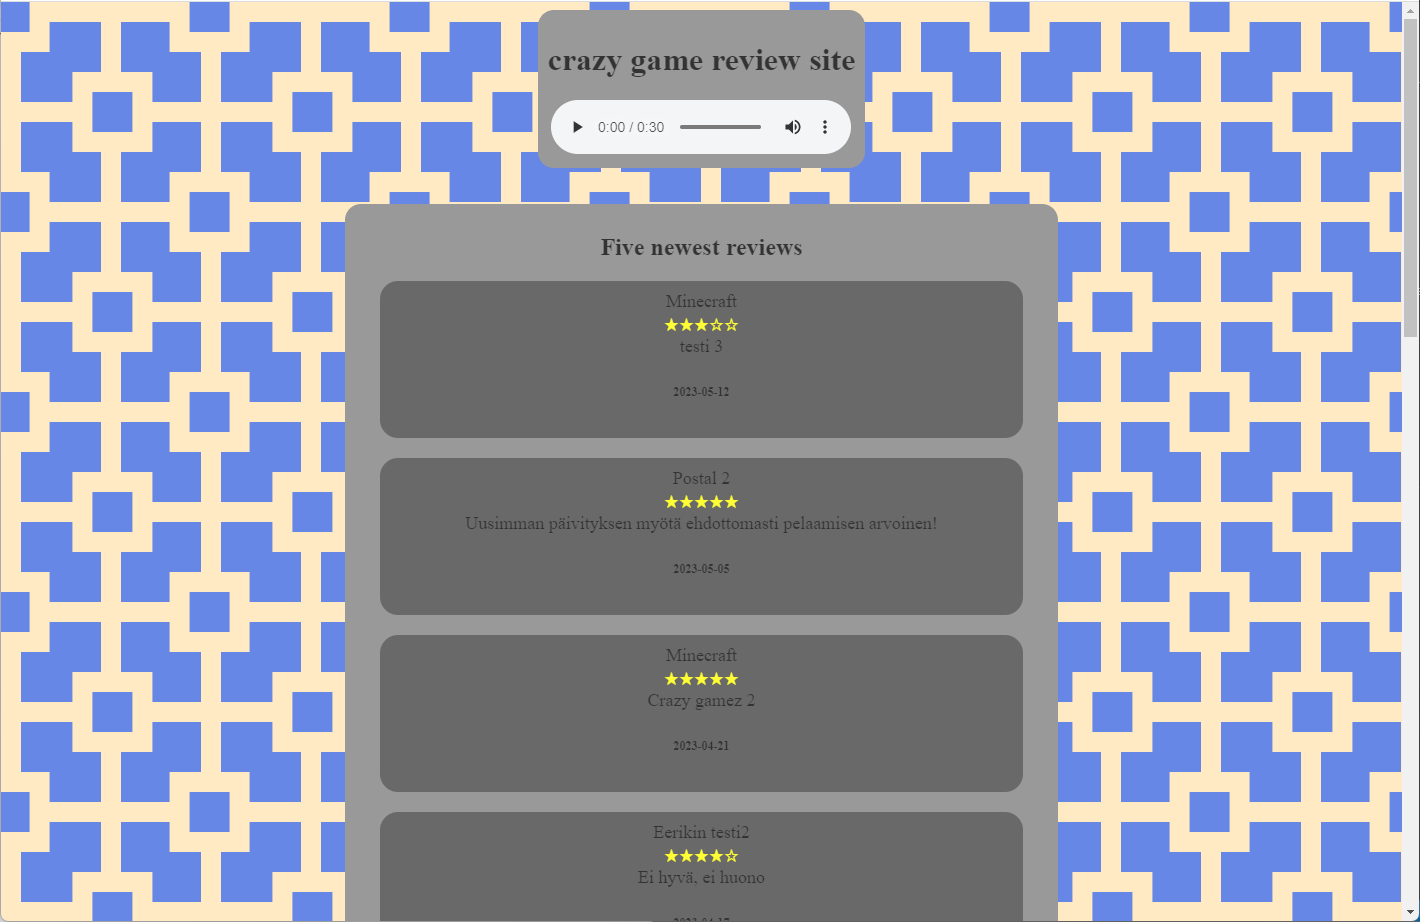 crazy game review site
0:00 / 0:30
Five newest reviews
Minecraft
★★★☆☆
testi 3
2023-05-12
Postal 2
★★★★★
Uusimman päivityksen myötä ehdottomasti pelaamisen arvoinen!
2023-05-05
Minecraft
★★★★★
Crazy gamez 2
2023-04-21
Eerikin testi2
★★★★☆
Ei hyvä, ei huono